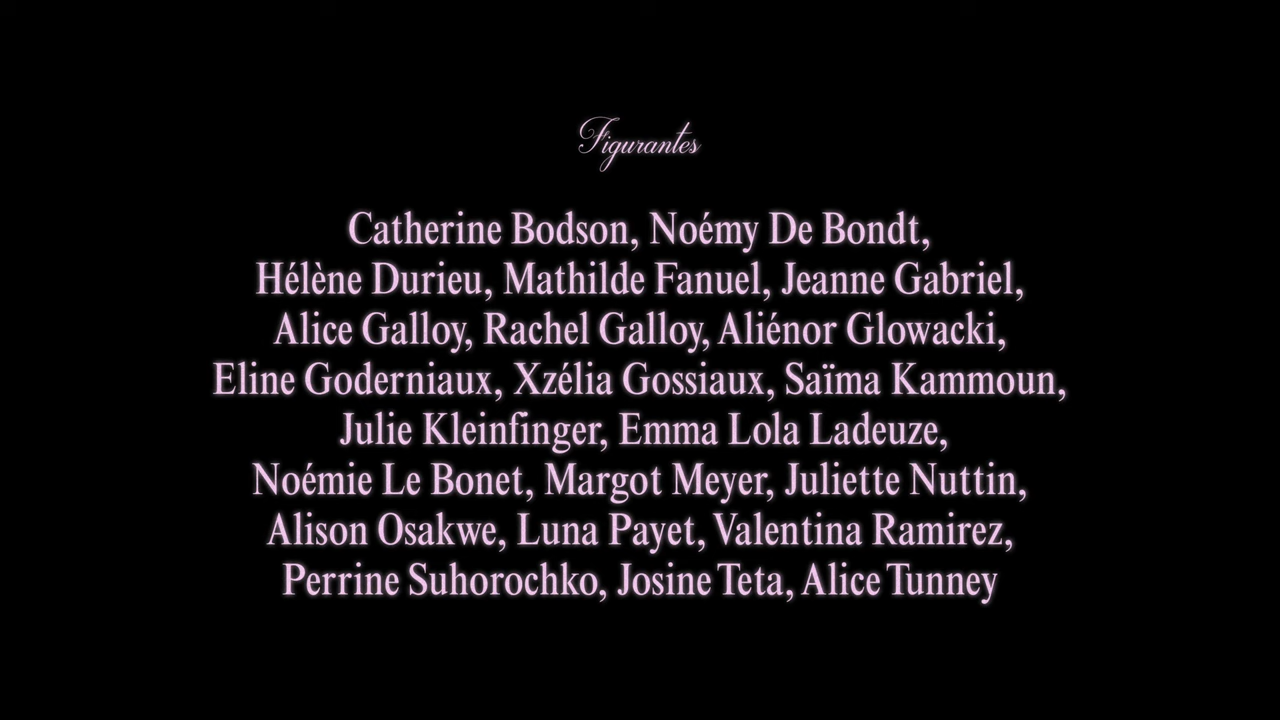 Figurantes
Catherine Bodson, Noémy De Bondt,
Hélène Durieu, Mathilde Fanuel, Jeanne Gabriel,
Alice Galloy, Rachel Galloy, Aliénor Glowacki,
Eline Goderniaux, Xzélia Gossiaux, Saïma Kammoun,
Julie Kleinfinger, Emma Lola Ladeuze,
Noémie Le Bonet, Margot Meyer, Juliette Nuttin,
Alison Osakwe, Luna Payet, Valentina Ramirez,
Perrine Suhorochko, Josine Teta, Alice Tunney